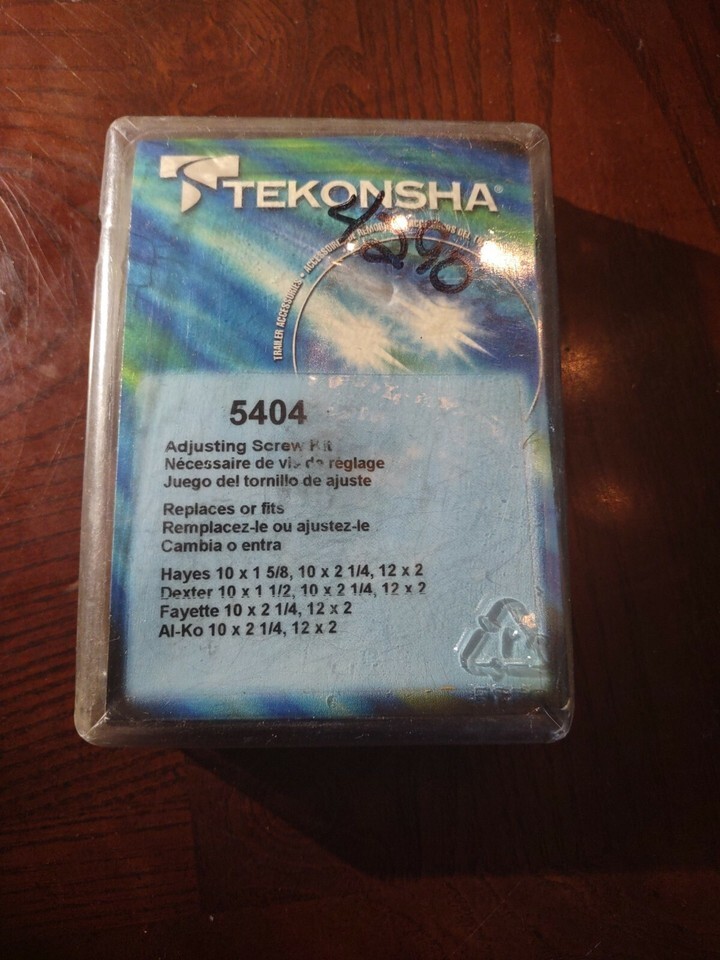 TEKONSHA®
TRAILER ACCESSORIES •
5404
Adjusting Screw Kit
Nécessaire de vis de réglage
Juego del tornillo de ajuste
Replaces or fits
Remplacez-le ou ajustez-le
Cambia o entra
Hayes 10 x 1 5/8, 10 x 2 1/4, 12 x 2
Dexter 10 x 1 1/2, 10 x 2 1/4, 12 x 2
Fayette 10 x 2 1/4, 12 x 2
Al-Ko 10 x 2 1/4, 12 x 2